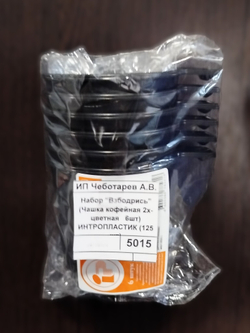 ИП Чеботарев А.В.
Набор "Взбодрись"
(Чашка кофейная 2х-
цветная 6шт)
ИНТРОПЛАСТИК (125
5015